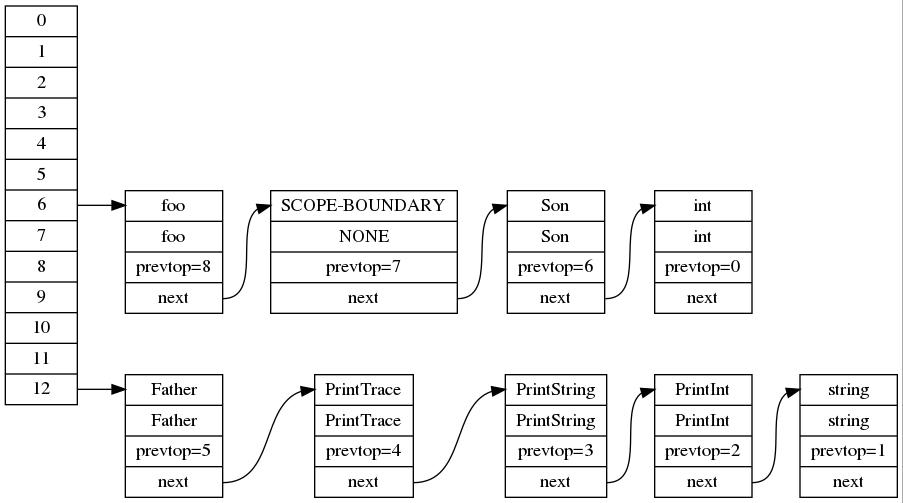 0
1
2
3
4
5
6
7
8
9
10
11
12
foo
foo
prevtop=8
next
SCOPE-BOUNDARY
NONE
prevtop=7
next
Son
Son
prevtop=6
next
int
int
prevtop=0
next
Father
Father
prevtop=5
next
PrintTrace
PrintTrace
prevtop=4
next
PrintString
PrintString
prevtop=3
next
PrintInt
PrintInt
prevtop=2
next
string
string
prevtop=1
next